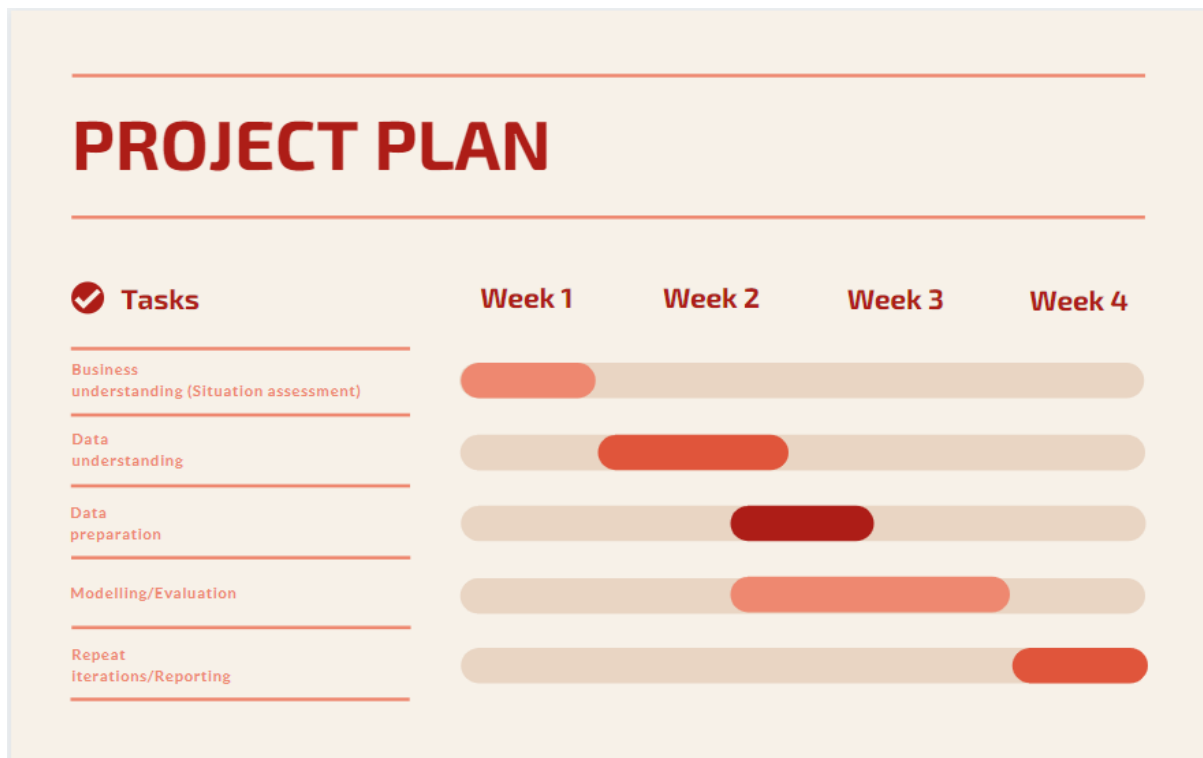 PROJECT PLAN
Tasks
Week 1
Week 2
Week 3
Week 4
Business
understanding (Situation assessment)
Data
understanding
Data
preparation
Modelling/Evaluation
Repeat
iterations/Reporting